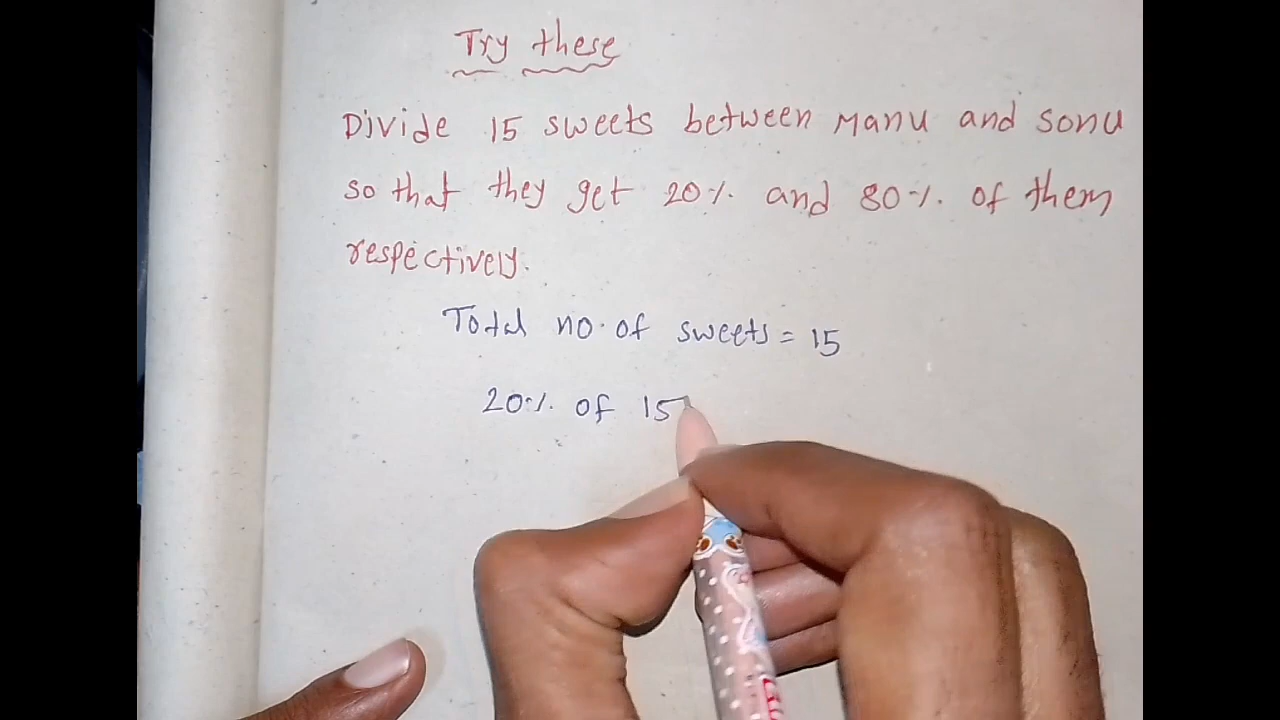 Try these
Divide 15 sweets between Manu and Sonu
so that they get 20% and 80% of them
respectively.
Total no. of sweets = 15
20% of 15